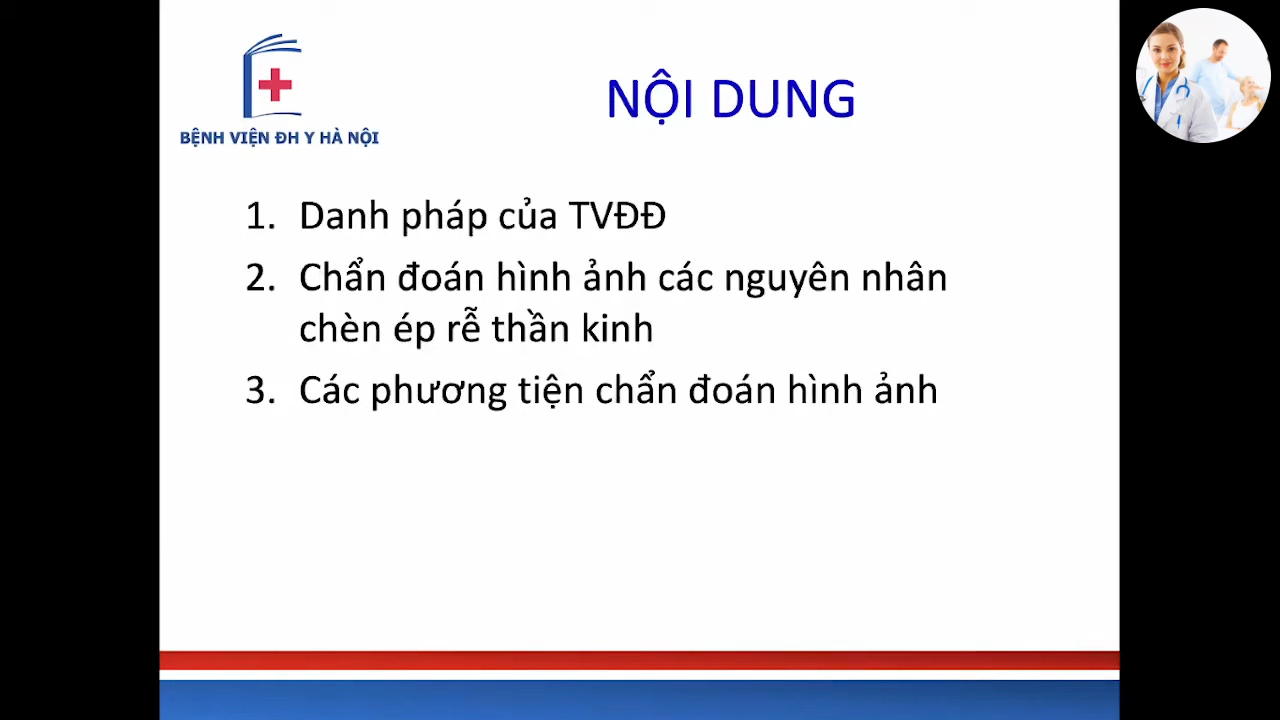 BỆNH VIỆN ĐH Y HÀ NỘI
NỘI DUNG
1. Danh pháp của TVĐĐ
2. Chẩn đoán hình ảnh các nguyên nhân
chèn ép rễ thần kinh
3. Các phương tiện chẩn đoán hình ảnh